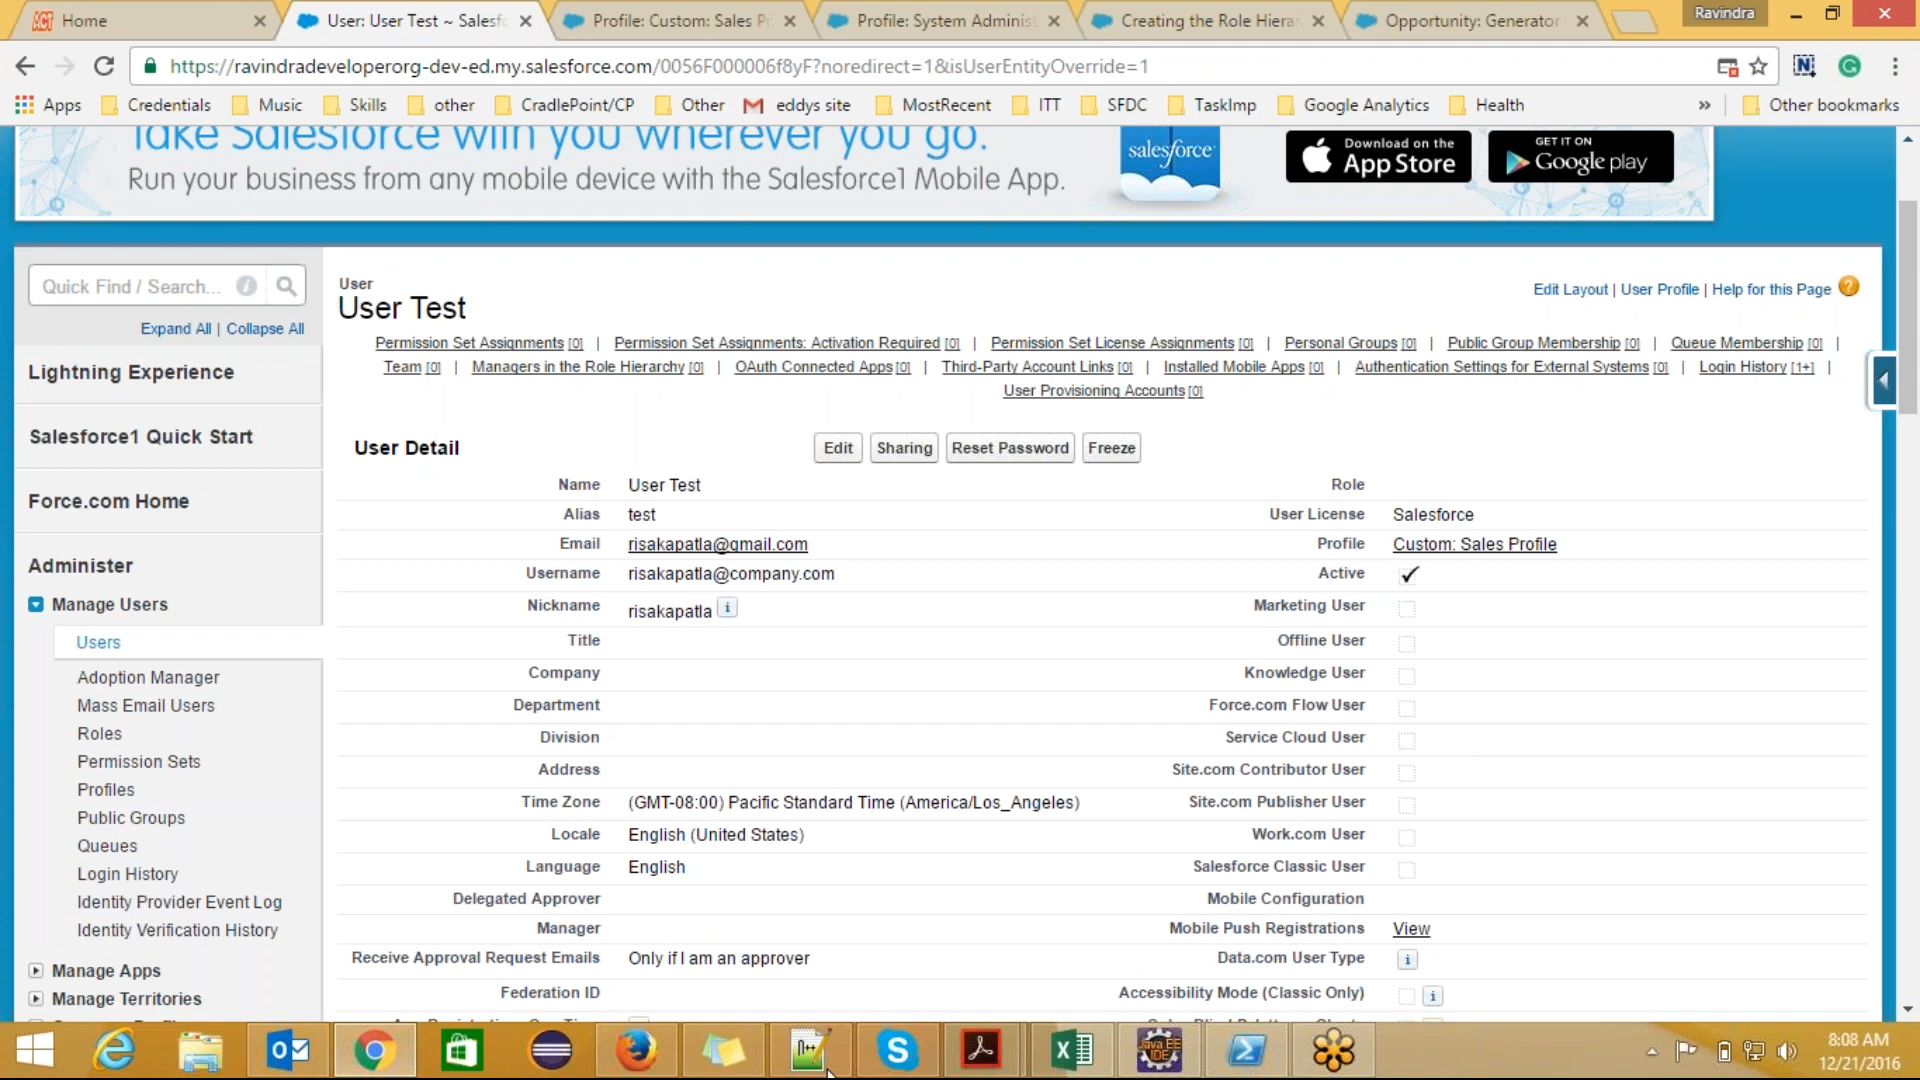 Home
User: User Test ~ Salesfo
Profile: Custom: Sales Pr
Profile: System Administ
Creating the Role Hierar
Opportunity: Generator
Ravindra
https://ravindradeveloperorg-dev-ed.my.salesforce.com/0056F000006f8yF?noredirect=1&isUserEntityOverride=1
Apps
Credentials
Music
Skills
other
CradlePoint/CP
Other
eddys site
MostRecent
ITT
SFDC
TaskImp
Google Analytics
Health
»
Other bookmarks
Take Salesforce with you wherever you go.
Run your business from any mobile device with the Salesforce1 Mobile App.
salesforce
Download on the
App Store
GET IT ON
Google play
Quick Find / Search...
Expand All | Collapse All
Lightning Experience
Salesforce1 Quick Start
Force.com Home
Administer
Manage Users
Users
Adoption Manager
Mass Email Users
Roles
Permission Sets
Profiles
Public Groups
Queues
Login History
Identity Provider Event Log
Identity Verification History
Manage Apps
Manage Territories
User
User Test
Edit Layout | User Profile | Help for this Page
Permission Set Assignments [0] | Permission Set Assignments: Activation Required [0] | Permission Set License Assignments [0] | Personal Groups [0] | Public Group Membership [0] | Queue Membership [0] |
Team [0] | Managers in the Role Hierarchy [0] | OAuth Connected Apps [0] | Third-Party Account Links [0] | Installed Mobile Apps [0] | Authentication Settings for External Systems [0] | Login History [1+] |
User Provisioning Accounts [0]
User Detail
Edit
Sharing
Reset Password
Freeze
Name User Test
Role
Alias test
User License Salesforce
Email risakapatla@gmail.com
Profile Custom: Sales Profile
Username risakapatla@company.com
Active
Nickname risakapatla
Marketing User
Title
Offline User
Company
Knowledge User
Department
Force.com Flow User
Division
Service Cloud User
Address
Site.com Contributor User
Time Zone (GMT-08:00) Pacific Standard Time (America/Los_Angeles)
Site.com Publisher User
Locale English (United States)
Work.com User
Language English
Salesforce Classic User
Delegated Approver
Mobile Configuration
Manager
Mobile Push Registrations View
Receive Approval Request Emails Only if I am an approver
Data.com User Type
Federation ID
Accessibility Mode (Classic Only)
8:08 AM
12/21/2016